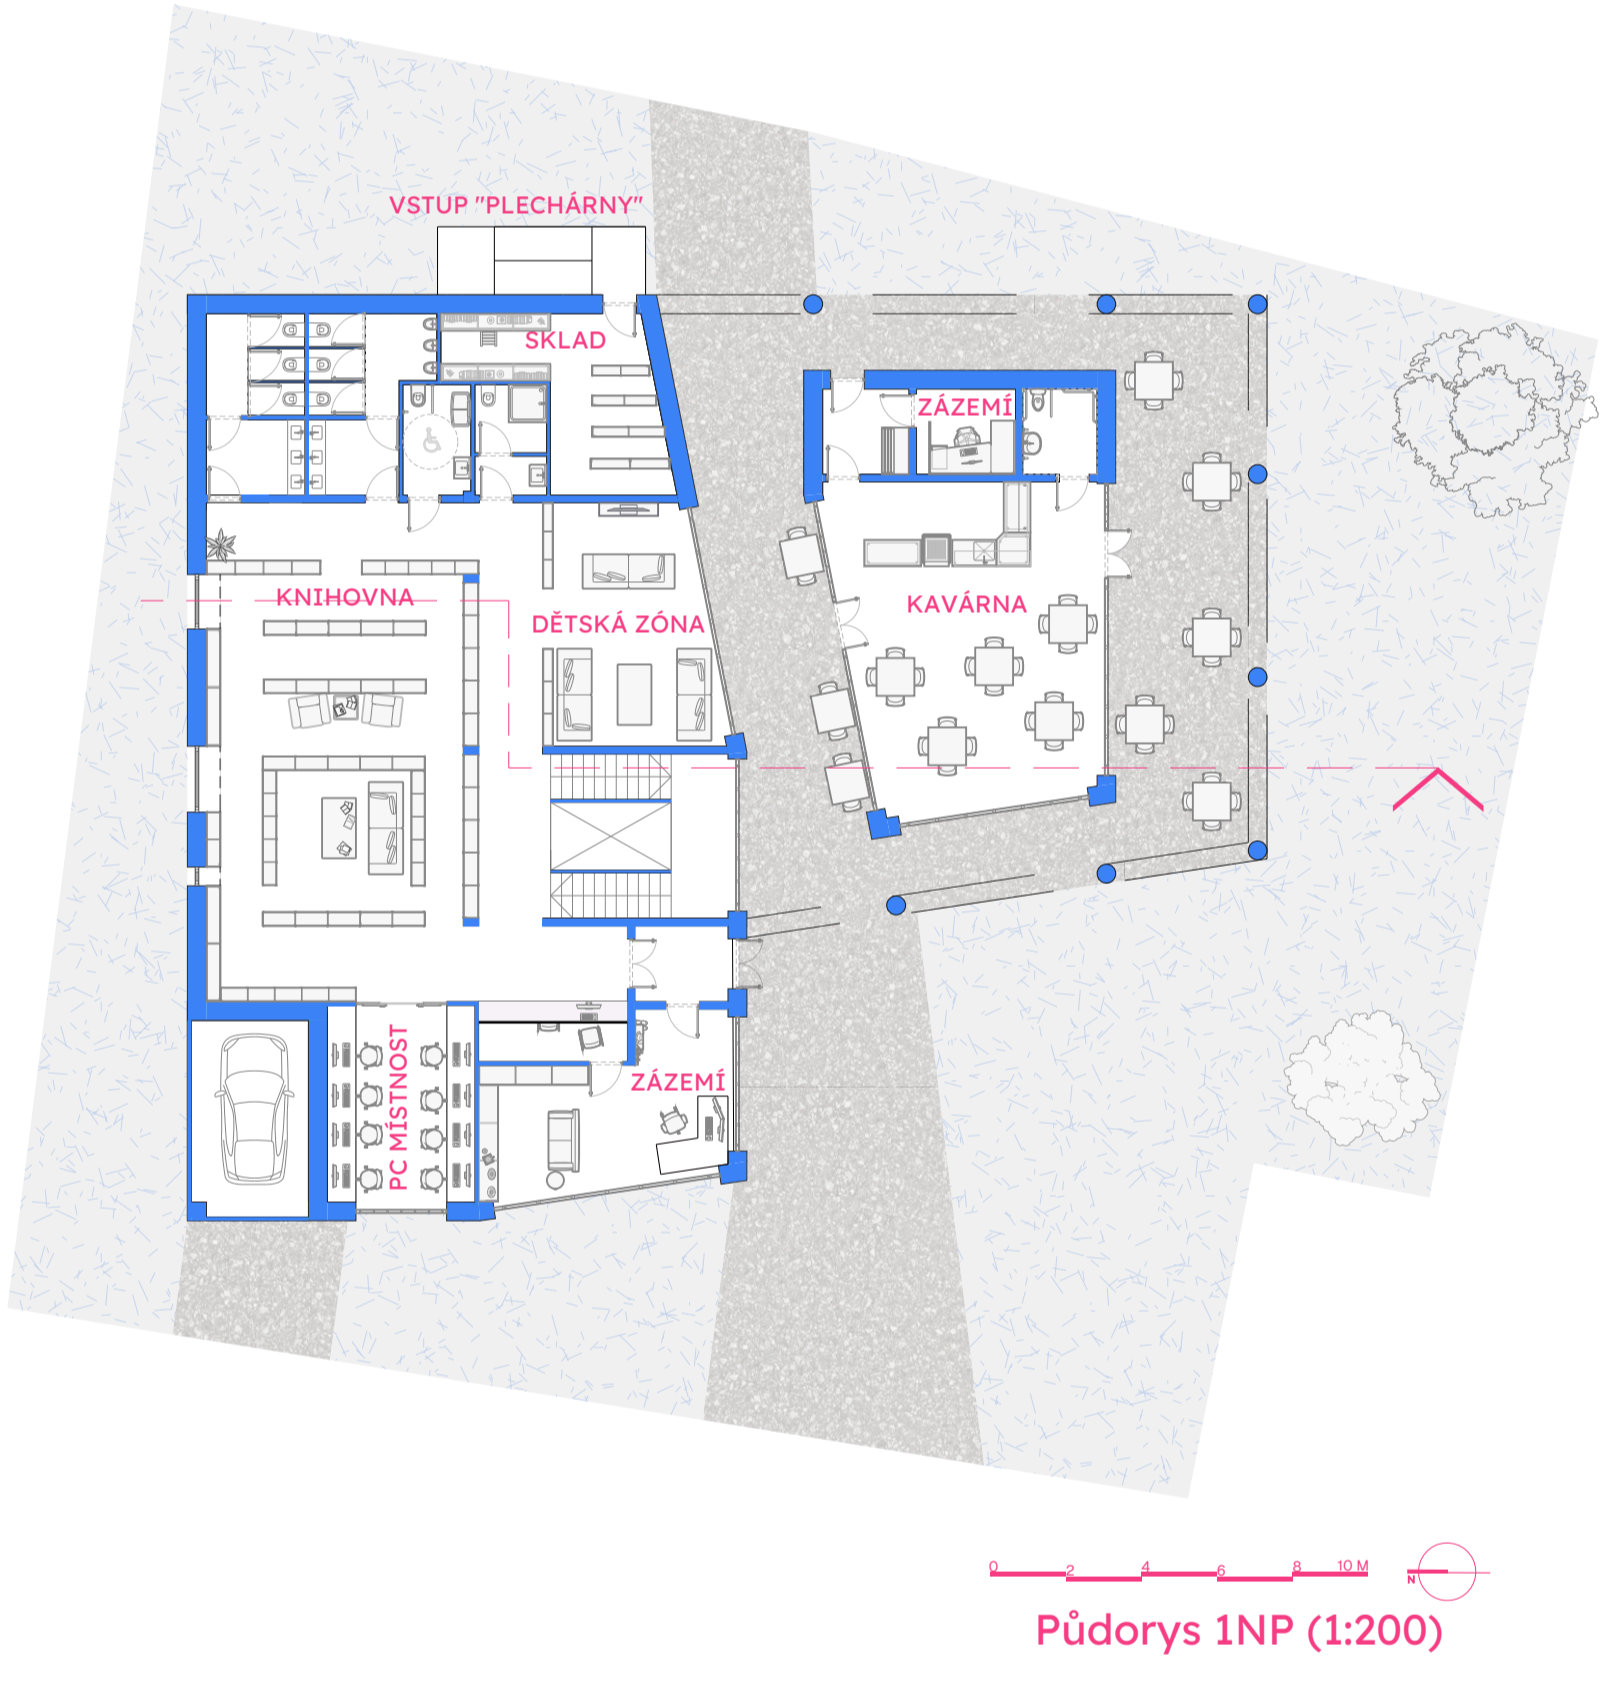 VSTUP "PLECHÁRNY"
SKLAD
ZÁZEMÍ
KNIHOVNA
DĚTSKÁ ZÓNA
KAVÁRNA
PC MÍSTNOST
ZÁZEMÍ
0 2 4 6 8 10 M
N
Půdorys 1NP (1:200)